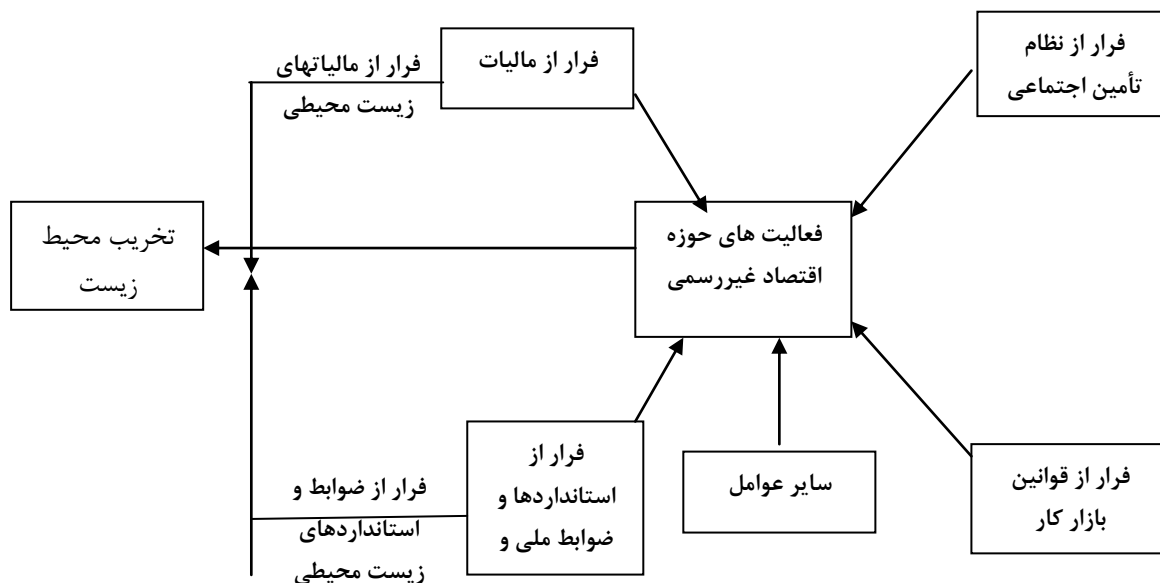 فرار از نظام
تأمین اجتماعی
فرار از مالیات
فرار از مالیاتهای
زیست محیطی
فعالیت های حوزه
اقتصاد غیررسمی
تخریب محیط
زیست
فرار از قوانین
بازار کار
سایر عوامل
فرار از
استانداردها و
ضوابط ملی و
فرار از ضوابط و
استانداردهای
زیست محیطی